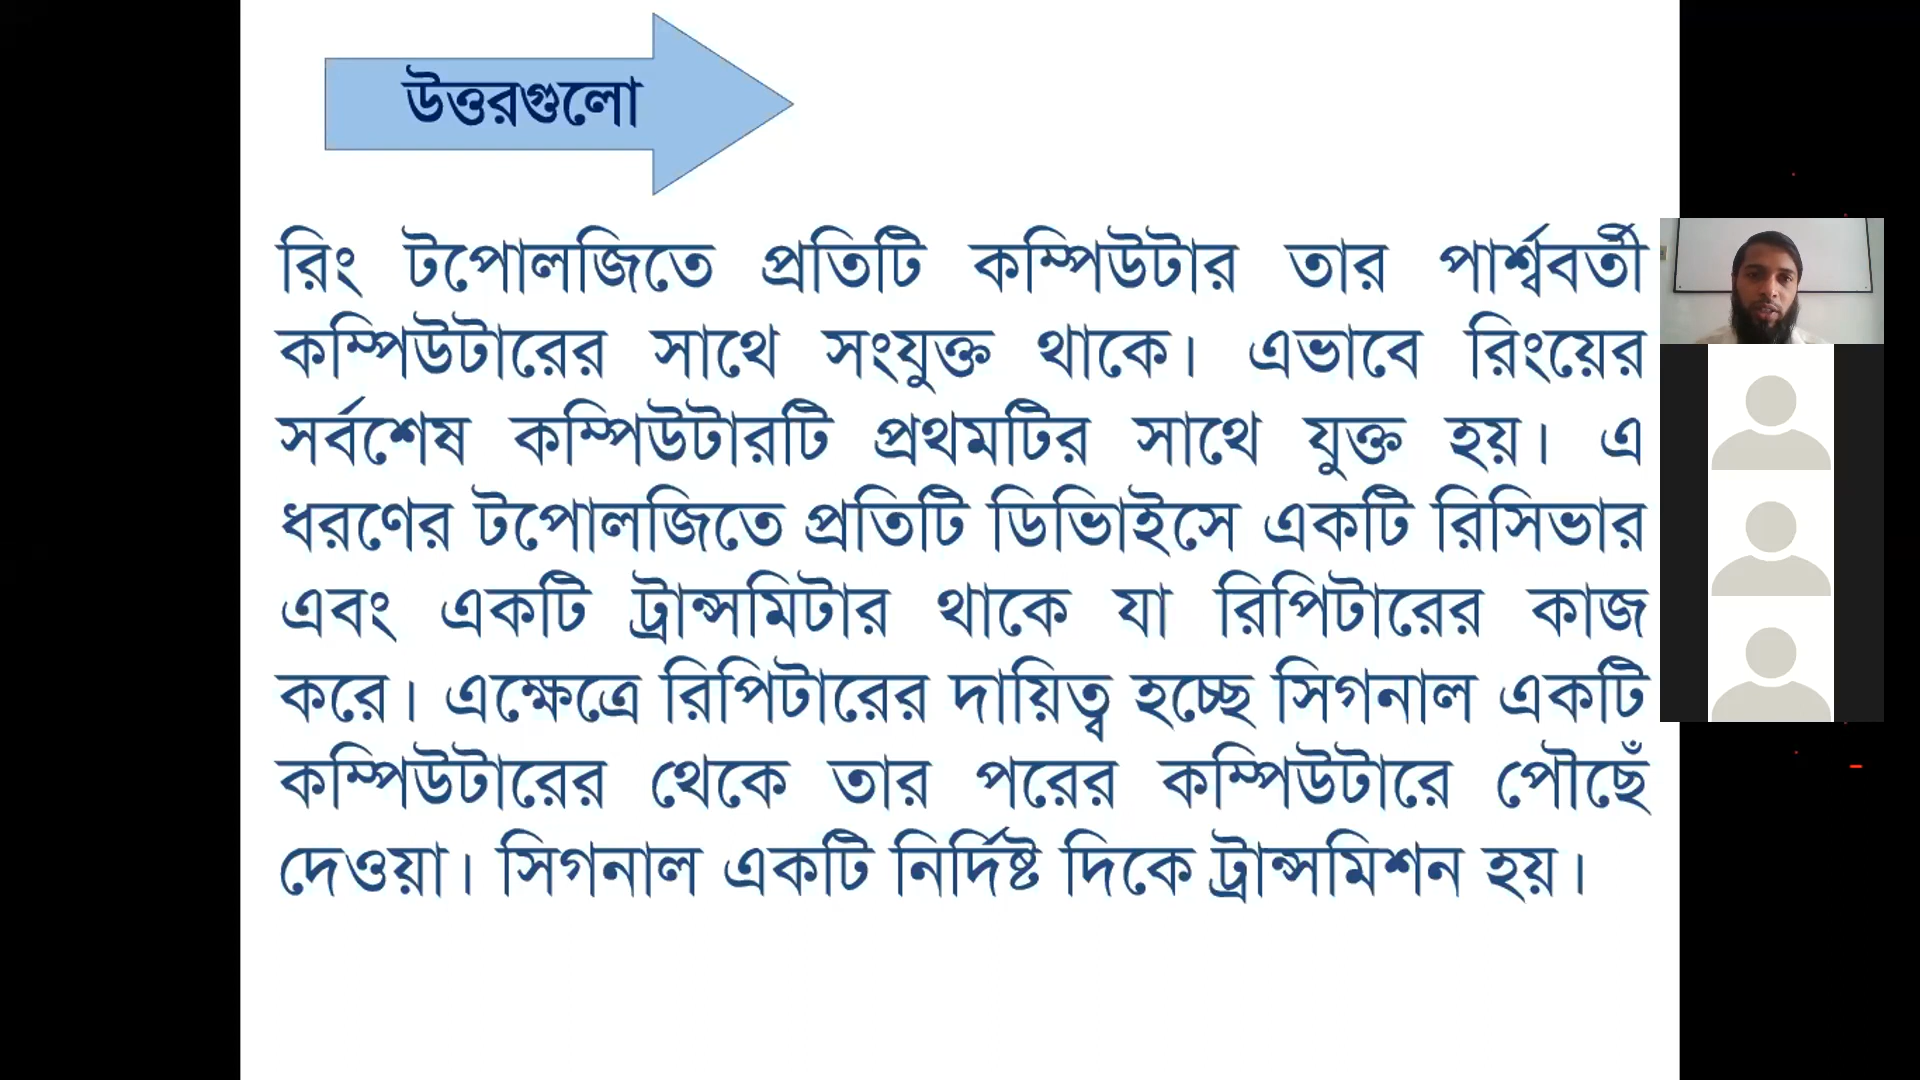 উত্তরগুলো
রিং টপোলজিতে প্রতিটি কম্পিউটার তার পার্শ্ববর্তী
কম্পিউটারের সাথে সংযুক্ত থাকে। এভাবে রিংয়ের
সর্বশেষ কম্পিউটারটি প্রথমটির সাথে যুক্ত হয়। এ
ধরণের টপোলজিতে প্রতিটি ডিভিাইসে একটি রিসিভার
এবং একটি ট্রান্সমিটার থাকে যা রিপিটারের কাজ
করে। এক্ষেত্রে রিপিটারের দায়িত্ব হচ্ছে সিগনাল একটি
কম্পিউটারের থেকে তার পরের কম্পিউটারে পৌছেঁ
দেওয়া। সিগনাল একটি নির্দিষ্ট দিকে ট্রান্সমিশন হয়।